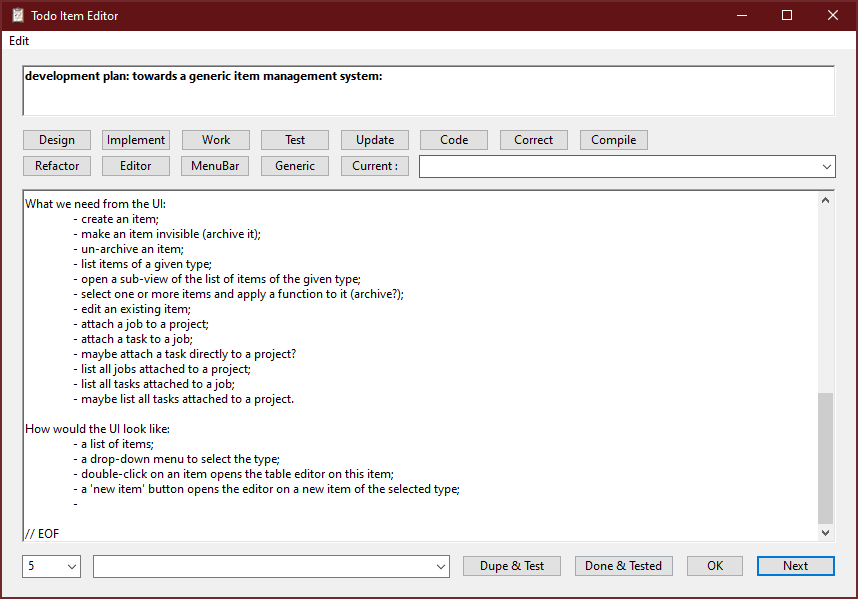 Todo Item Editor
Edit
development plan: towards a generic item management system:
Design Implement Work Test Update Code Correct Compile
Refactor Editor MenuBar Generic Current :
What we need from the UI:
- create an item;
- make an item invisible (archive it);
- un-archive an item;
- list items of a given type;
- open a sub-view of the list of items of the given type;
- select one or more items and apply a function to it (archive?);
- edit an existing item;
- attach a job to a project;
- attach a task to a job;
- maybe attach a task directly to a project?
- list all jobs attached to a project;
- list all tasks attached to a job;
- maybe list all tasks attached to a project.
How would the UI look like:
- a list of items;
- a drop-down menu to select the type;
- double-click on an item opens the table editor on this item;
- a 'new item' button opens the editor on a new item of the selected type;
-
// EOF
5 Dupe & Test Done & Tested OK Next